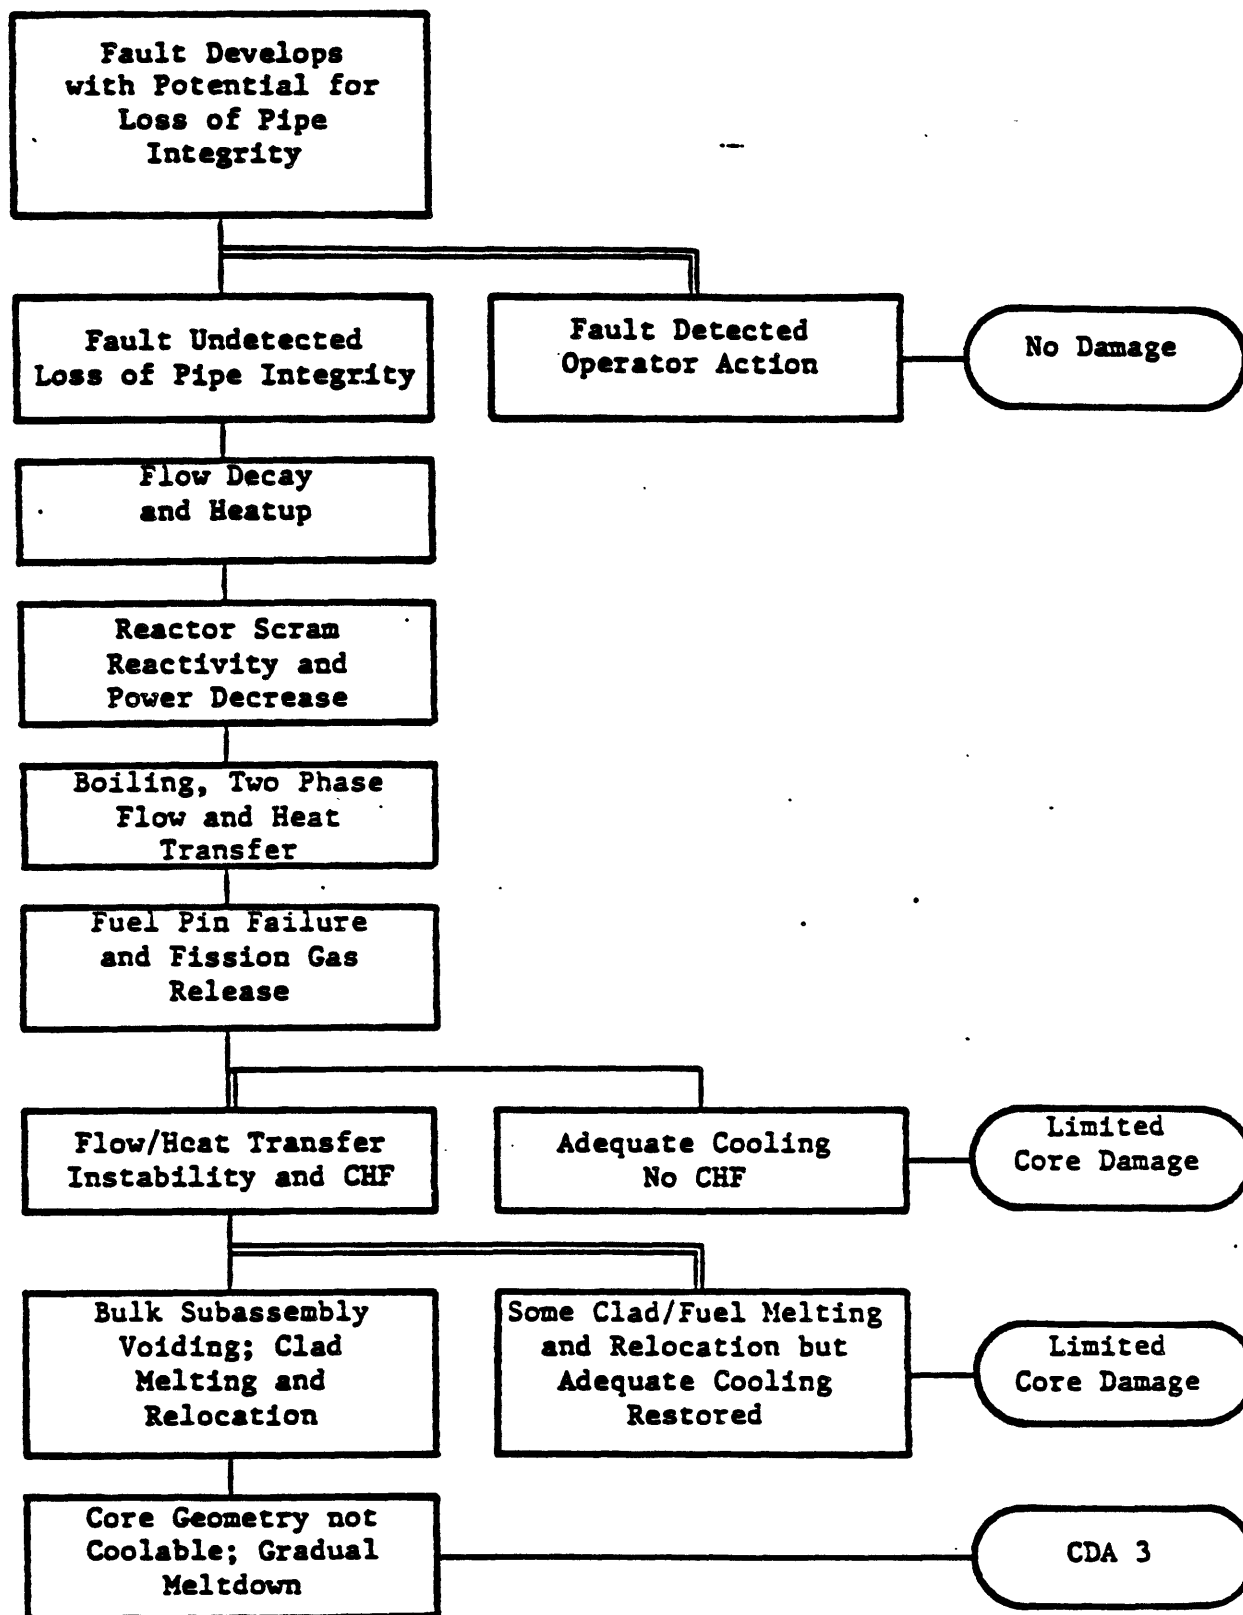 Fault Develops
with Potential for
Loss of Pipe
Integrity
Fault Undetected
Loss of Pipe Integrity
Fault Detected
Operator Action
No Damage
Flow Decay
and Heatup
Reactor Scram
Reactivity and
Power Decrease
Boiling, Two Phase
Flow and Heat
Transfer
Fuel Pin Failure
and Fission Gas
Release
Flow/Heat Transfer
Instability and CHF
Adequate Cooling
No CHF
Limited
Core Damage
Bulk Subassembly
Voiding; Clad
Melting and
Relocation
Some Clad/Fuel Melting
and Relocation but
Adequate Cooling
Restored
Limited
Core Damage
Core Geometry not
Coolable; Gradual
Meltdown
CDA 3